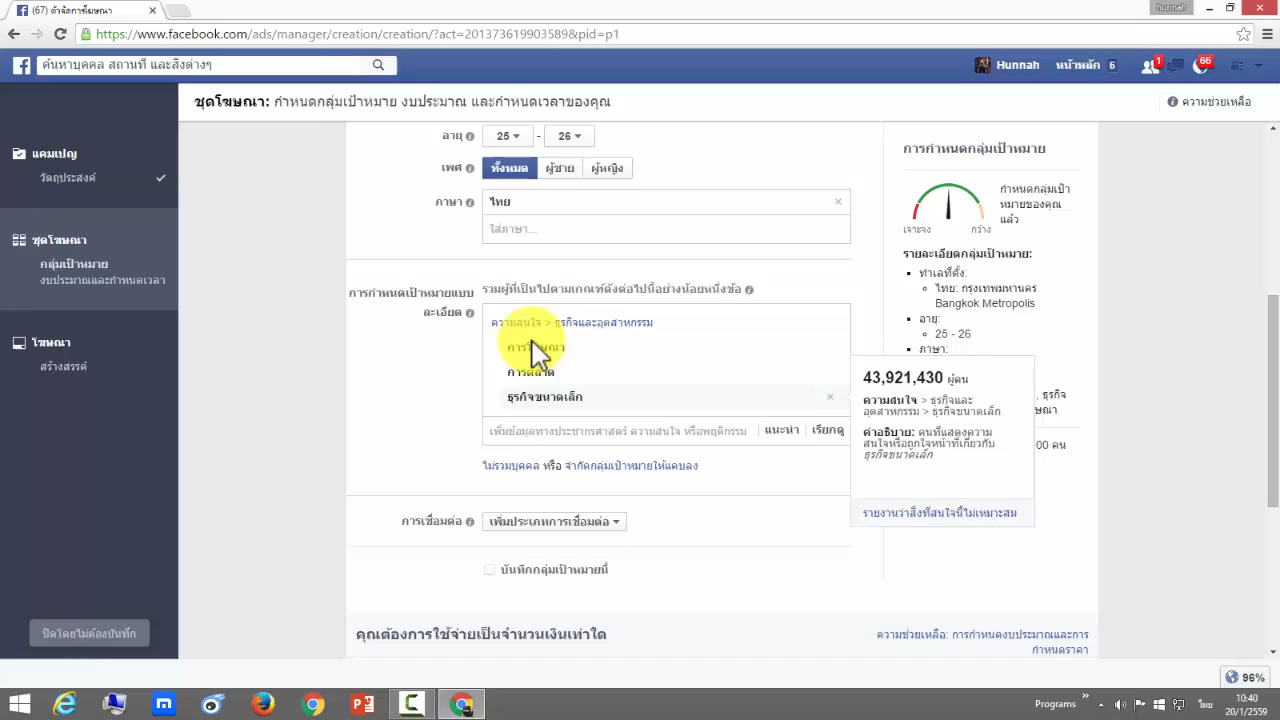 (67) ตัวจัดการโฆษณา
hunnah
https://www.facebook.com/ads/manager/creation/creation/?act=2013736199035898&pid=p1
ค้นหาบุคคล สถานที่ และสิ่งต่างๆ
Hunnah
หน้าหลัก 6
1
66
ชุดโฆษณา: กำหนดกลุ่มเป้าหมาย งบประมาณ และกำหนดเวลาของคุณ
ความช่วยเหลือ
แคมเปญ
วัตถุประสงค์
ชุดโฆษณา
กลุ่มเป้าหมาย
งบประมาณและกำหนดเวลา
โฆษณา
สร้างสรรค์
ปิดโดยไม่ต้องบันทึก
อายุ
25 - 26
เพศ
ทั้งหมด ผู้ชาย ผู้หญิง
ภาษา
ไทย
ใส่ภาษา...
การกำหนดเป้าหมายแบบ
ละเอียด
รวมผู้ที่เป็นไปตามเกณฑ์ดังต่อไปนี้อย่างน้อยหนึ่งข้อ
ความสนใจ > ธุรกิจและอุตสาหกรรม
การโฆษณา
การตลาด
ธุรกิจขนาดเล็ก
เพิ่มข้อมูลทางประชากรศาสตร์ ความสนใจ หรือพฤติกรรม
แนะนำ
เรียกดู
ไม่รวมบุคคล หรือ จำกัดกลุ่มเป้าหมายให้แคบลง
การเชื่อมต่อ
เพิ่มประเภทการเชื่อมต่อ
บันทึกกลุ่มเป้าหมายนี้
คุณต้องการใช้จ่ายเป็นจำนวนเงินเท่าใด
ความช่วยเหลือ: การกำหนดงบประมาณและการ
กำหนดราคา
การกำหนดกลุ่มเป้าหมาย
เจาะจง
กว้าง
กำหนดกลุ่มเป้า
หมายของคุณ
แล้ว
รายละเอียดกลุ่มเป้าหมาย:
ทำเลที่ตั้ง:
ไทย: กรุงเทพมหานคร
Bangkok Metropolis
อายุ:
25 - 26
ภาษา:
, ธุรกิจ
ษณา
00 คน
43,921,430 ผู้คน
ความสนใจ > ธุรกิจและ
อุตสาหกรรม > ธุรกิจขนาดเล็ก
คำอธิบาย: คนที่แสดงความ
สนใจหรือถูกใจหน้าที่เกี่ยวกับ
ธุรกิจขนาดเล็ก
รายงานว่าสิ่งที่สนใจนี้ไม่เหมาะสม
96%
Programs
ไทย
10:40
20/1/2559